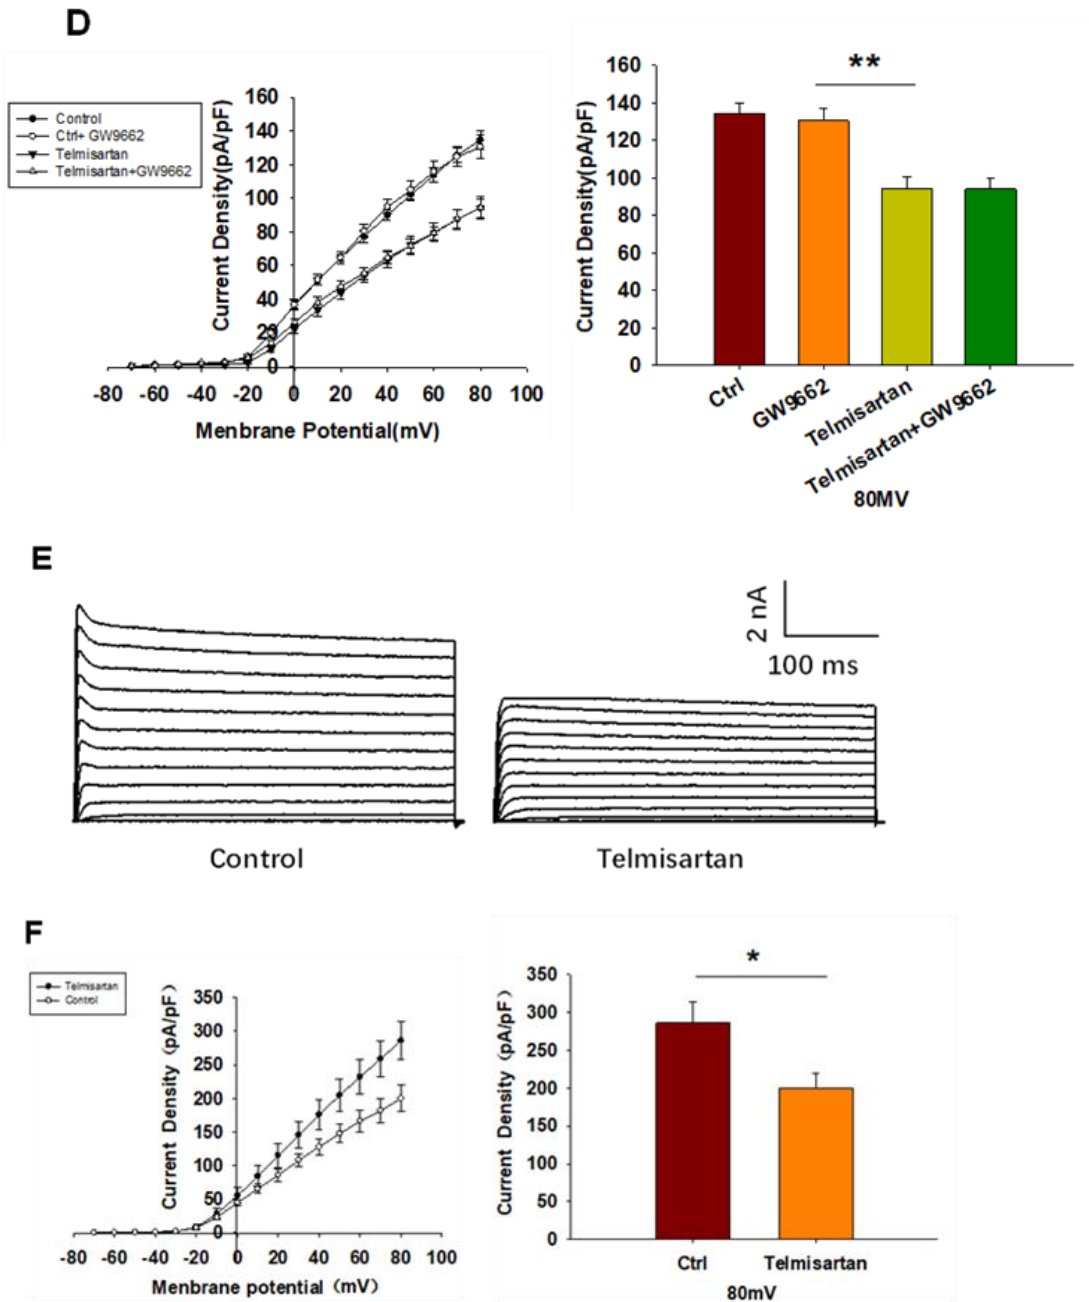 D
Control
Ctrl+ GW9662
Telmisartan
Telmisartan+GW9662
Current Density(pA/pF)
160
140
120
100
80
60
40
20
0
-80 -60 -40 -20 0 20 40 60 80 100
Menbrane Potential(mV)
**
Current Density(pA/pF)
160
140
120
100
80
60
40
20
0
Ctrl
GW9662
Telmisartan
Telmisartan+GW9662
80MV
E
2 nA
100 ms
Control
Telmisartan
F
Telmisartan
Control
Current Density (pA/pF)
350
300
250
200
150
100
50
0
-80 -60 -40 -20 0 20 40 60 80 100
Menbrane potential (mV)
*
Current Density (pA/pF)
350
300
250
200
150
100
50
0
Ctrl Telmisartan
80mV